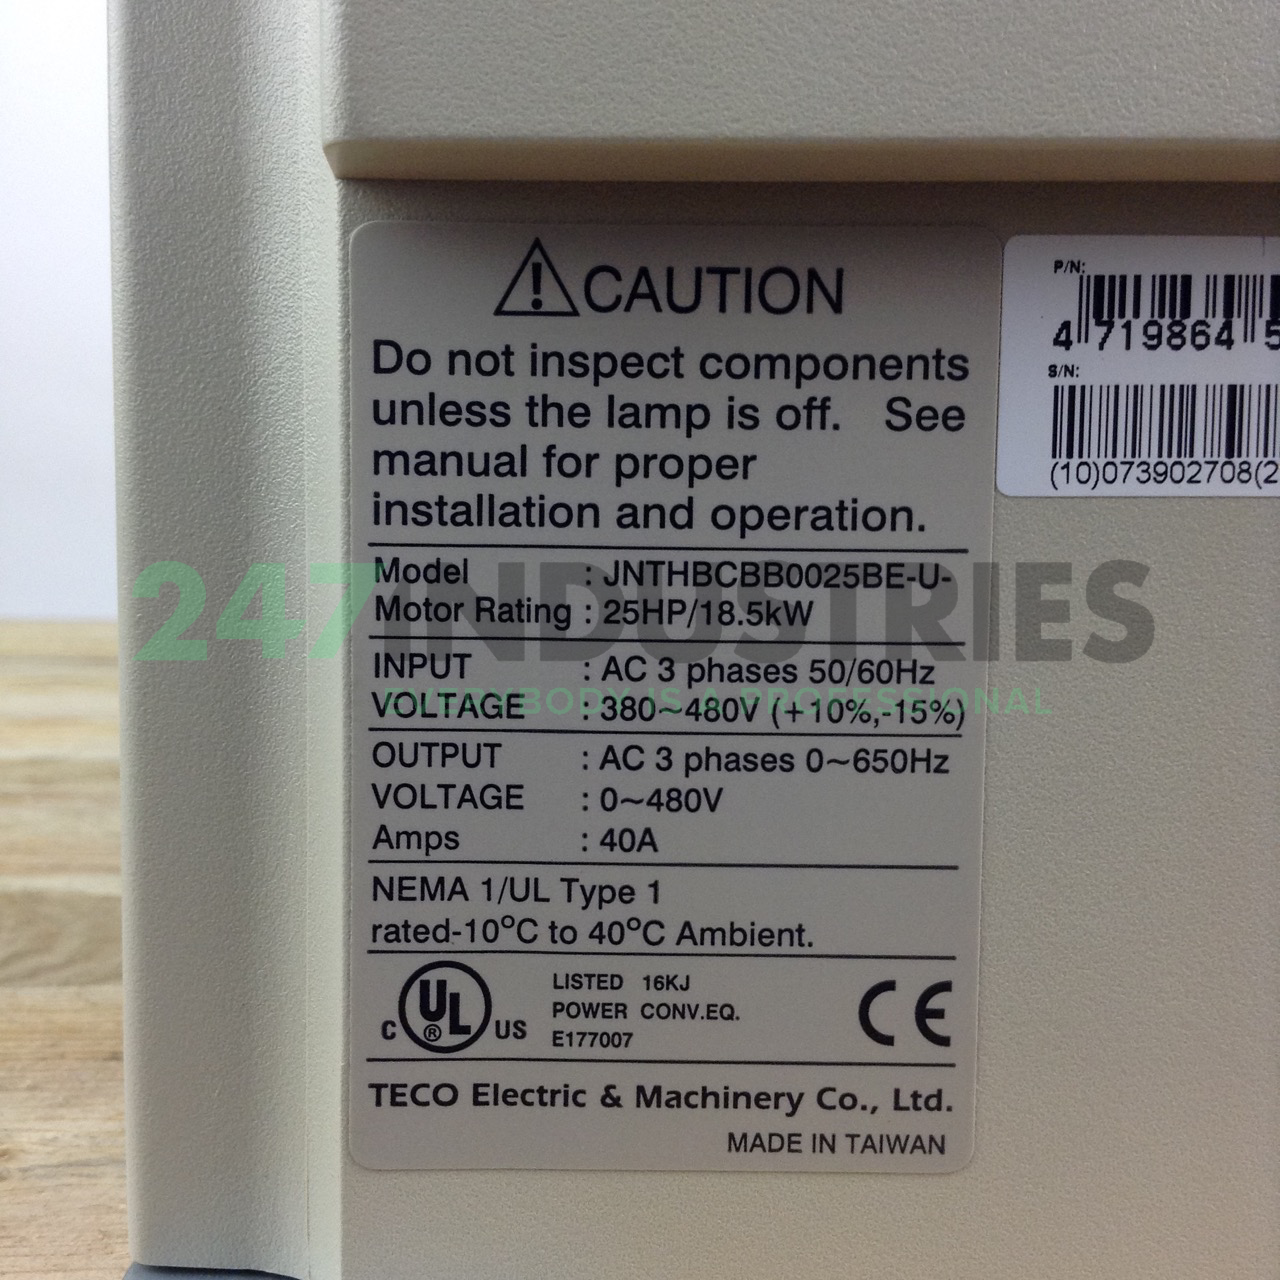 CAUTION
Do not inspect components
unless the lamp is off. See
manual for proper
installation and operation.
Model : JNTHBCBB0025BE-U-
Motor Rating : 25HP/18.5kW
INPUT : AC 3 phases 50/60Hz
VOLTAGE : 380~480V (+10%,-15%)
OUTPUT : AC 3 phases 0~650Hz
VOLTAGE : 0~480V
Amps : 40A
NEMA 1/UL Type 1
rated-10°C to 40°C Ambient.
C UL ® US
LISTED 16KJ
POWER CONV.EQ.
E177007
CE
TECO Electric & Machinery Co., Ltd.
MADE IN TAIWAN
P/N:
4 719864 5
S/N:
(10)073902708(2
247INDUSTRIES
EVERYBODY IS A PROFESSIONAL